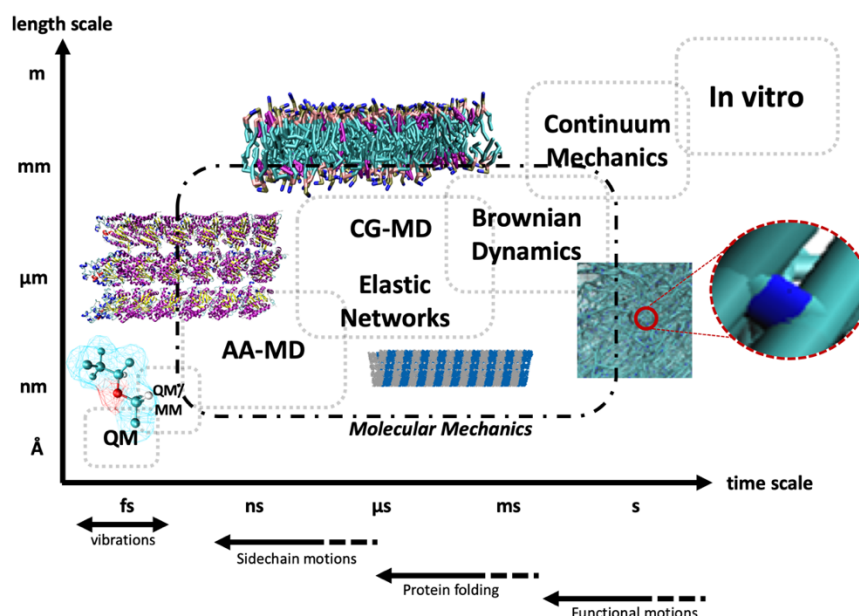 length scale
m
In vitro
Continuum
Mechanics
mm
CG-MD
Brownian
Dynamics
μm
Elastic
Networks
AA-MD
nm
QM/
MM
QM
Molecular Mechanics
Å
time scale
fs
ns
μs
ms
s
vibrations
Sidechain motions
Protein folding
Functional motions